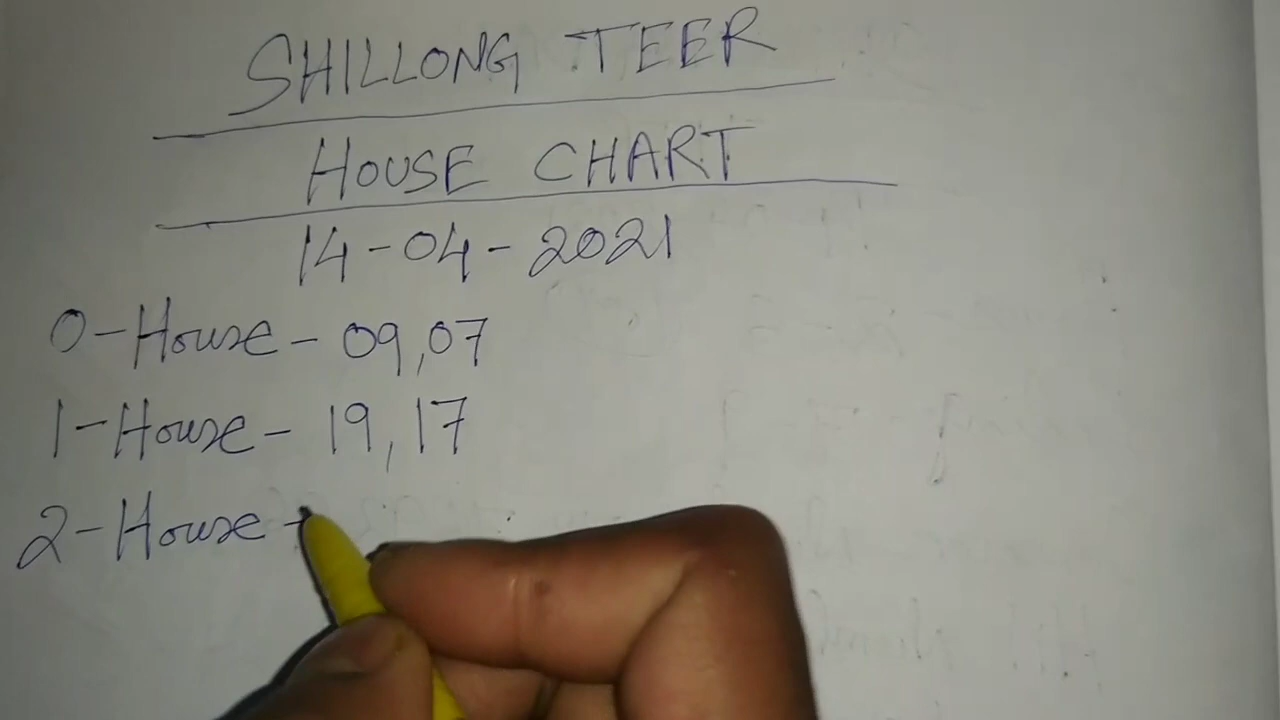 SHILLONG TEER
HOUSE CHART
14-04-2021
0-House-09,07
1-House-19,17
2-House-